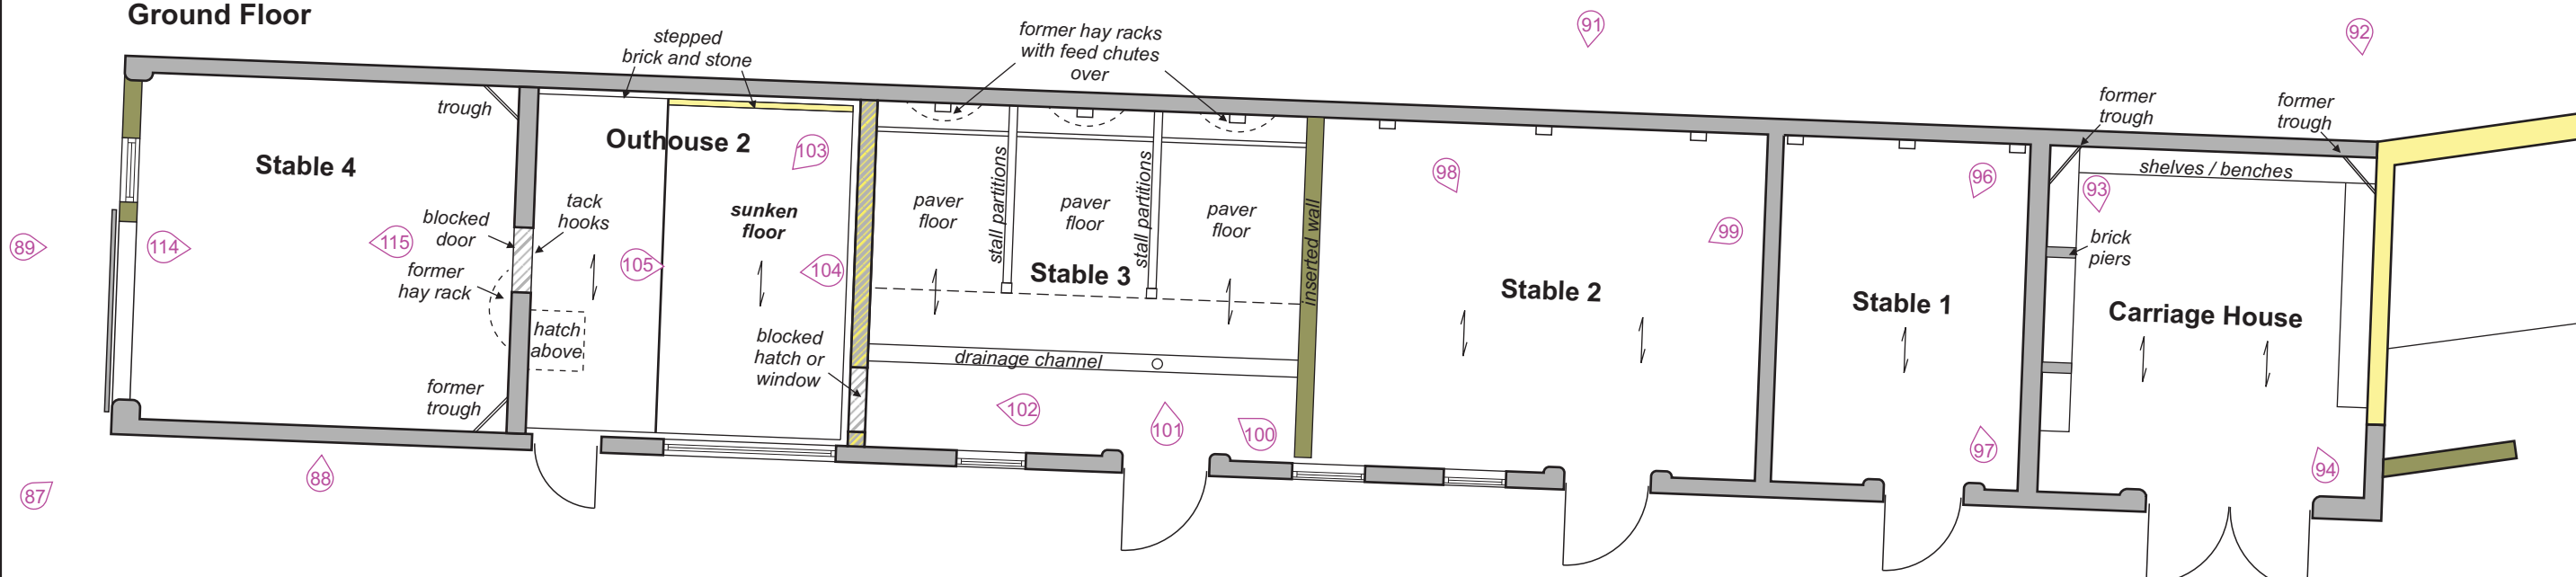 Ground Floor
stepped
brick and stone
former hay racks
with feed chutes
over
91
92
trough
Stable 4
Outhouse 2
103
tack
hooks
blocked
door
former
hay rack
89
114
115
105
sunken
floor
104
hatch
above
blocked
hatch or
window
former
trough
87
88
paver
floor
stall partitions
paver
floor
stall partitions
paver
floor
Stable 3
drainage channel
102
101
100
inserted wall
98
99
Stable 2
96
Stable 1
97
former
trough
former
trough
shelves / benches
93
brick
piers
Carriage House
94